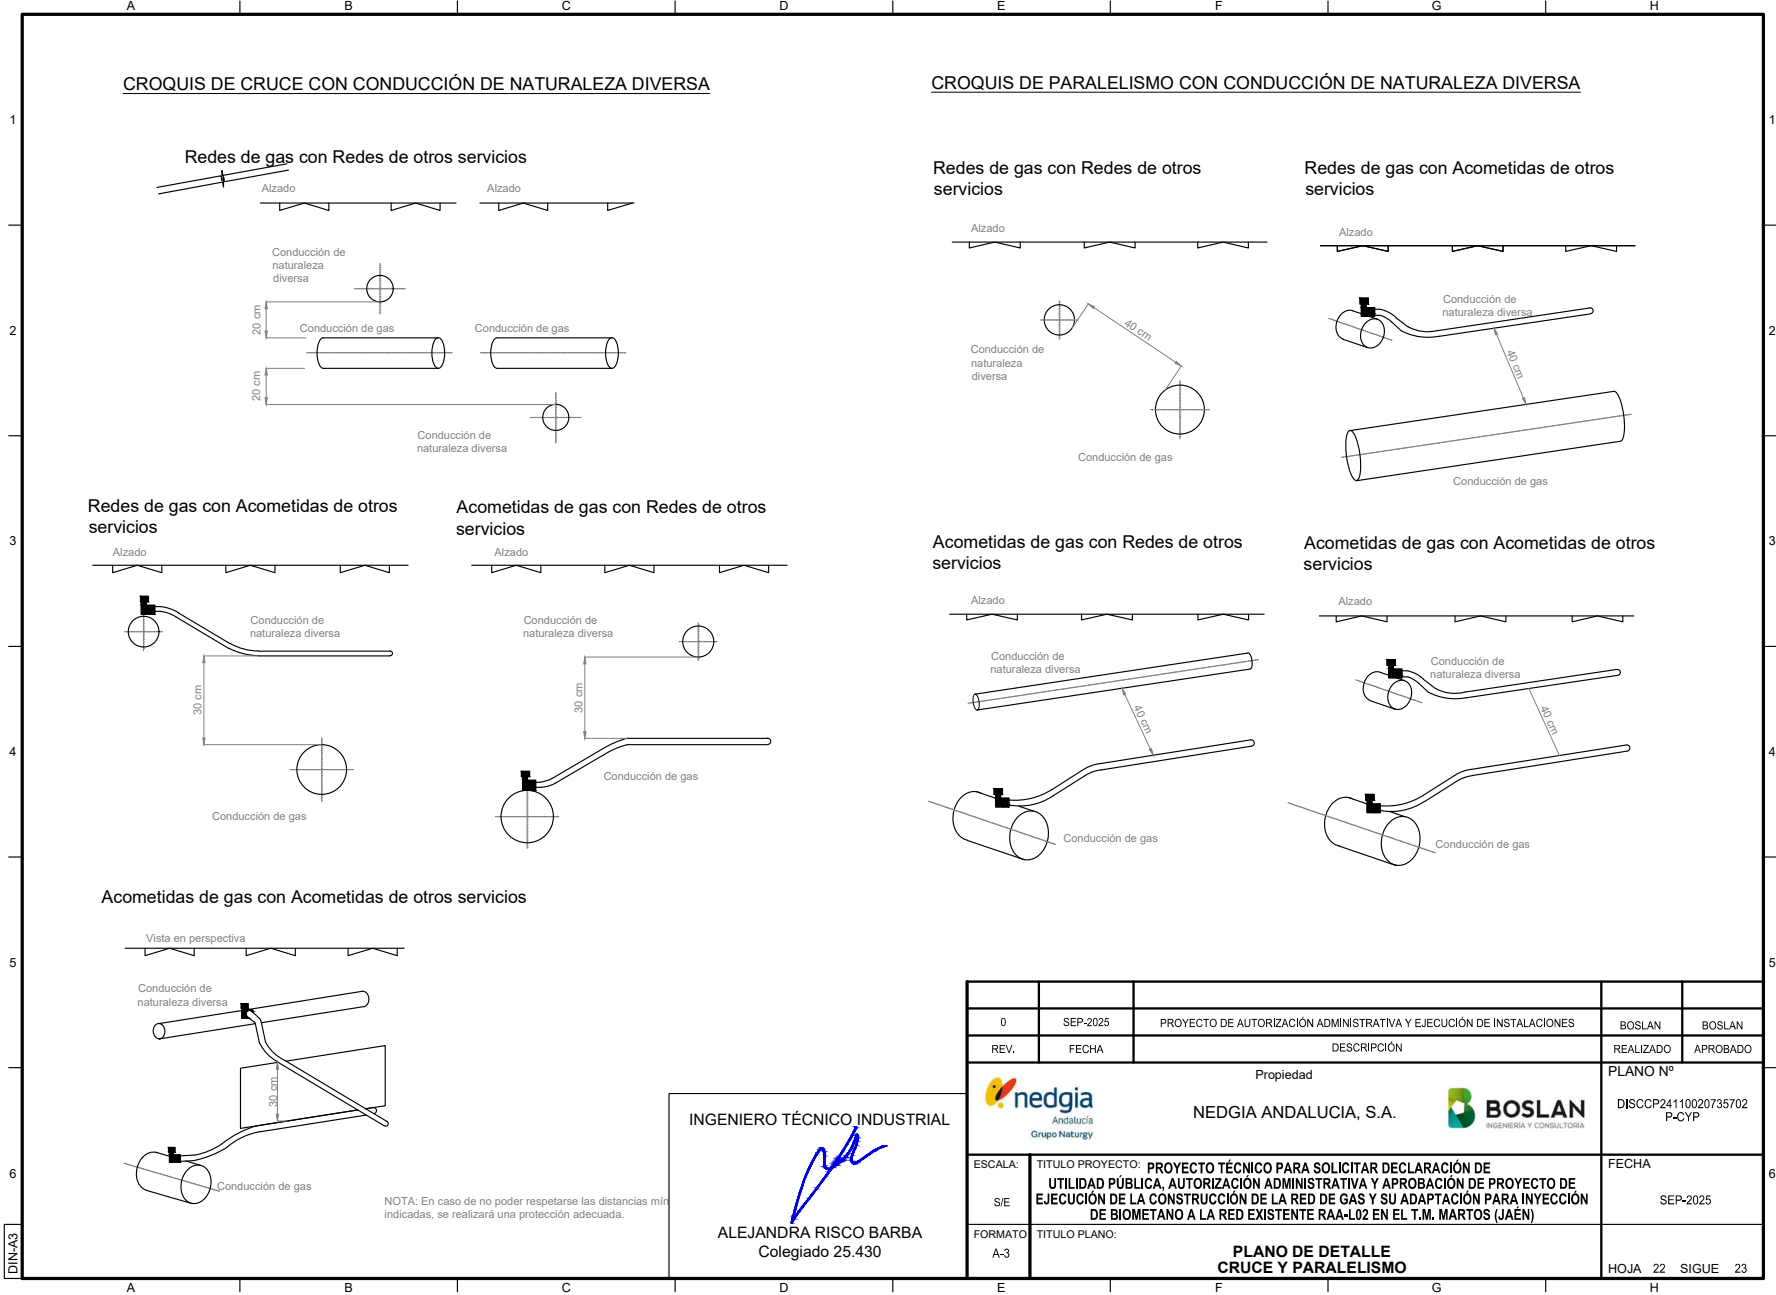 A B C D E F G H
CROQUIS DE CRUCE CON CONDUCCIÓN DE NATURALEZA DIVERSA
Redes de gas con Redes de otros servicios
Alzado
Alzado
Conducción de
naturaleza
diversa
20 cm
Conducción de gas
Conducción de gas
20 cm
Conducción de
naturaleza diversa
Redes de gas con Acometidas de otros
servicios
Alzado
Conducción de
naturaleza diversa
30 cm
Conducción de gas
Acometidas de gas con Redes de otros
servicios
Alzado
Conducción de
naturaleza diversa
30 cm
Conducción de gas
Acometidas de gas con Acometidas de otros servicios
Vista en perspectiva
Conducción de
naturaleza diversa
30 cm
Conducción de gas
NOTA: En caso de no poder respetarse las distancias mín
indicadas, se realizará una protección adecuada.
CROQUIS DE PARALELISMO CON CONDUCCIÓN DE NATURALEZA DIVERSA
Redes de gas con Redes de otros
servicios
Alzado
40 cm
Conducción de
naturaleza
diversa
Conducción de gas
Redes de gas con Acometidas de otros
servicios
Alzado
Conducción de
naturaleza diversa
40 cm
Conducción de gas
Acometidas de gas con Redes de otros
servicios
Alzado
Conducción de
naturaleza diversa
40 cm
Conducción de gas
Acometidas de gas con Acometidas de otros
servicios
Alzado
Conducción de
naturaleza diversa
40 cm
Conducción de gas
1 1
2 2
3 3
4 4
5 5
6 6
INGENIERO TÉCNICO INDUSTRIAL
ALEJANDRA RISCO BARBA
Colegiado 25.430
0 SEP-2025 PROYECTO DE AUTORIZACIÓN ADMINISTRATIVA Y EJECUCIÓN DE INSTALACIONES BOSLAN BOSLAN
REV. FECHA DESCRIPCIÓN REALIZADO APROBADO
nedgia
Andalucía
Grupo Naturgy
Propiedad
NEDGIA ANDALUCIA, S.A.
BOSLAN
INGENIERÍA Y CONSULTORÍA
PLANO Nº
DISCCP24110020735702
P-CYP
ESCALA:
S/E
TITULO PROYECTO: PROYECTO TÉCNICO PARA SOLICITAR DECLARACIÓN DE
UTILIDAD PÚBLICA, AUTORIZACIÓN ADMINISTRATIVA Y APROBACIÓN DE PROYECTO DE
EJECUCIÓN DE LA CONSTRUCCIÓN DE LA RED DE GAS Y SU ADAPTACIÓN PARA INYECCIÓN
DE BIOMETANO A LA RED EXISTENTE RAA-L02 EN EL T.M. MARTOS (JAÉN)
FECHA
SEP-2025
FORMATO
A-3
TITULO PLANO:
PLANO DE DETALLE
CRUCE Y PARALELISMO
HOJA 22 SIGUE 23
DIN-A3
A B C D E F G H